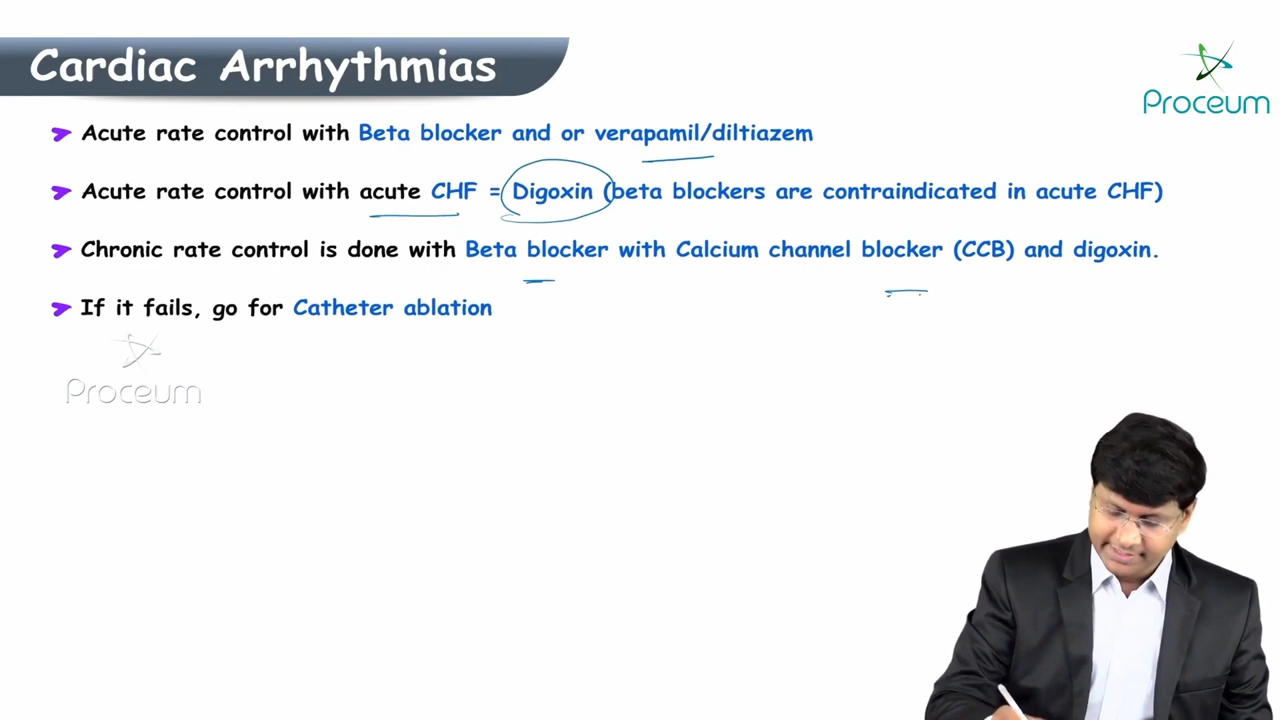 Cardiac Arrhythmias
Proceum
Acute rate control with Beta blocker and or verapamil/diltiazem
Acute rate control with acute CHF = Digoxin (beta blockers are contraindicated in acute CHF)
Chronic rate control is done with Beta blocker with Calcium channel blocker (CCB) and digoxin.
If it fails, go for Catheter ablation
Proceum